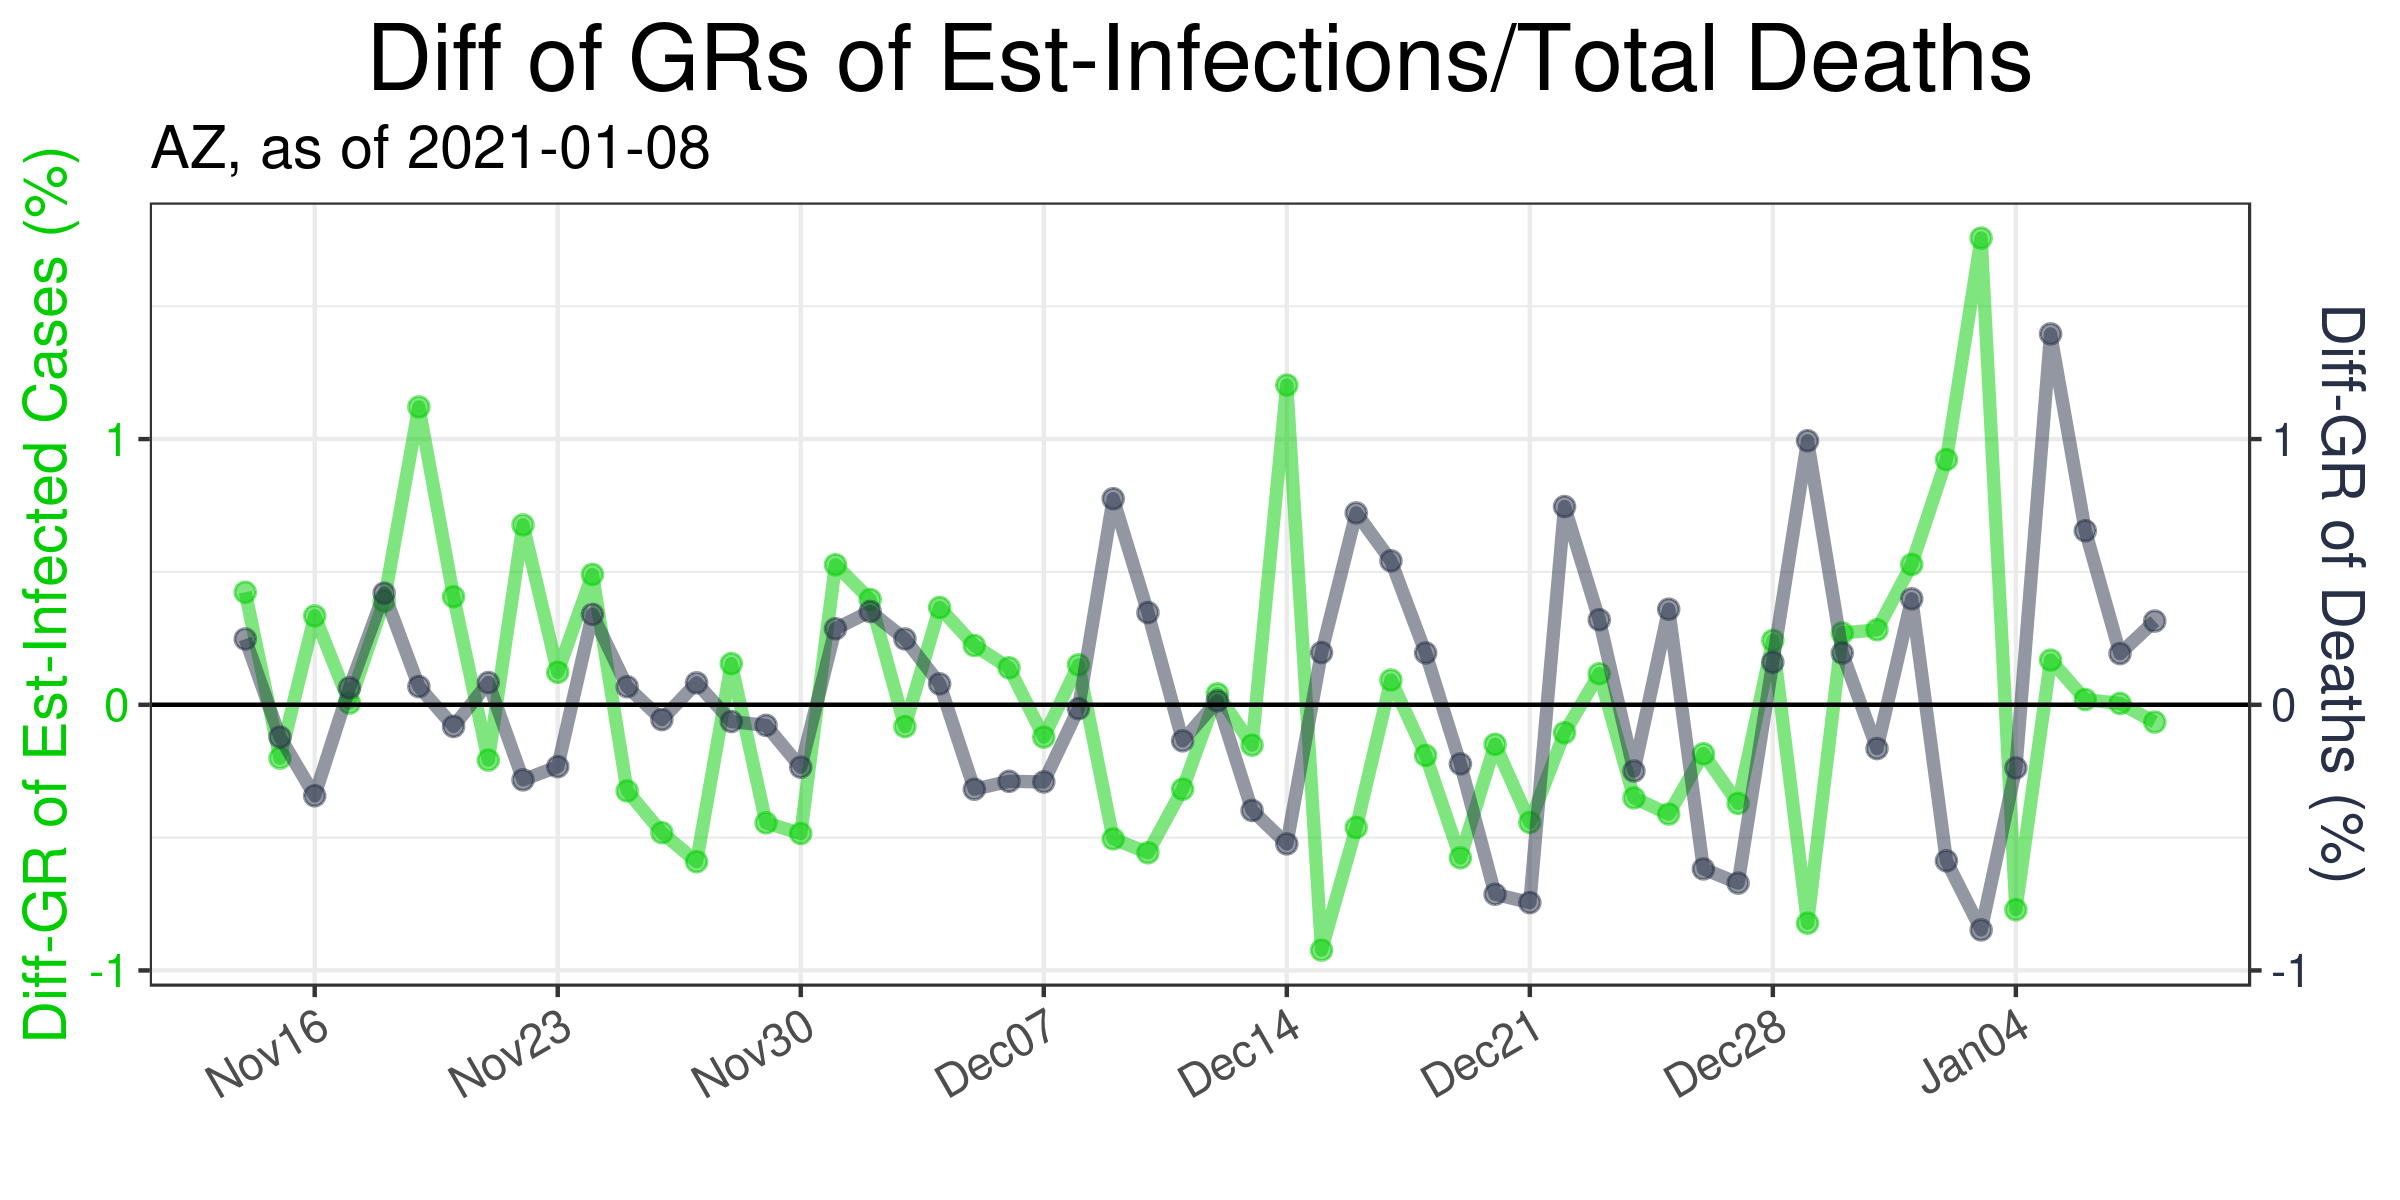 Diff of GRs of Est-Infections/Total Deaths
AZ, as of 2021-01-08
Diff-GR of Est-Infected Cases (%)
1
0
-1
1
0
-1
Diff-GR of Deaths (%)
Nov16
Nov23
Nov30
Dec07
Dec14
Dec21
Dec28
Jan04